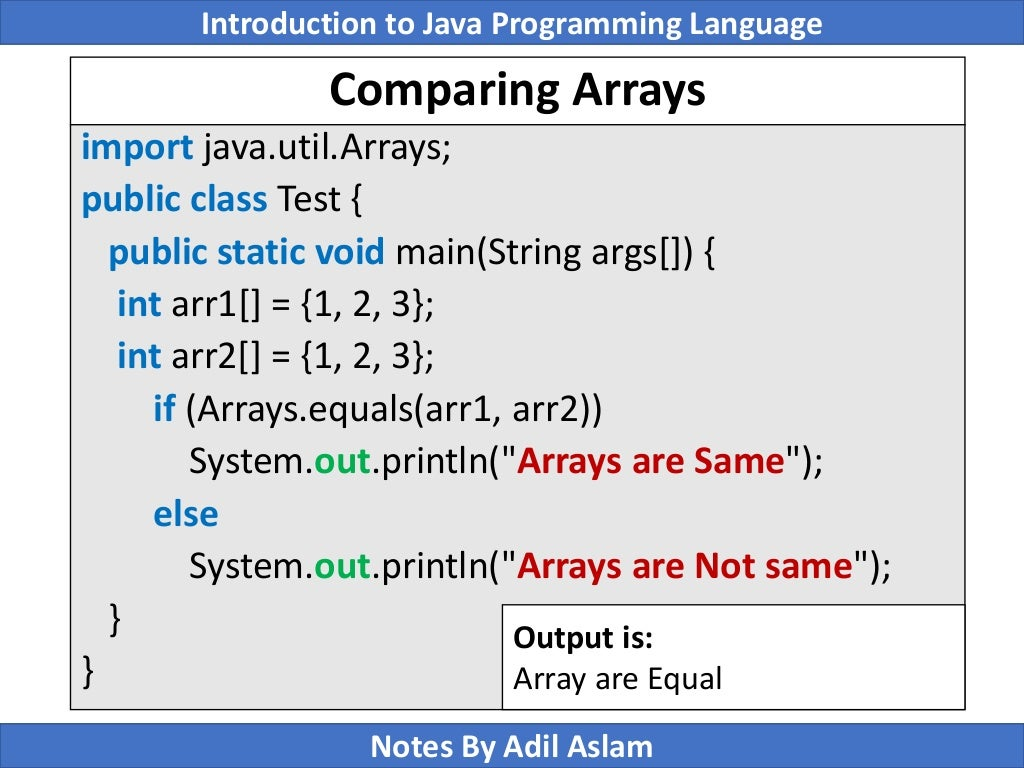 Introduction to Java Programming Language
Comparing Arrays
import java.util.Arrays;
public class Test {
public static void main(String args[]) {
int arr1[] = {1, 2, 3};
int arr2[] = {1, 2, 3};
if (Arrays.equals(arr1, arr2))
System.out.println("Arrays are Same");
else
System.out.println("Arrays are Not same");
}
}
Output is:
Array are Equal
Notes By Adil Aslam